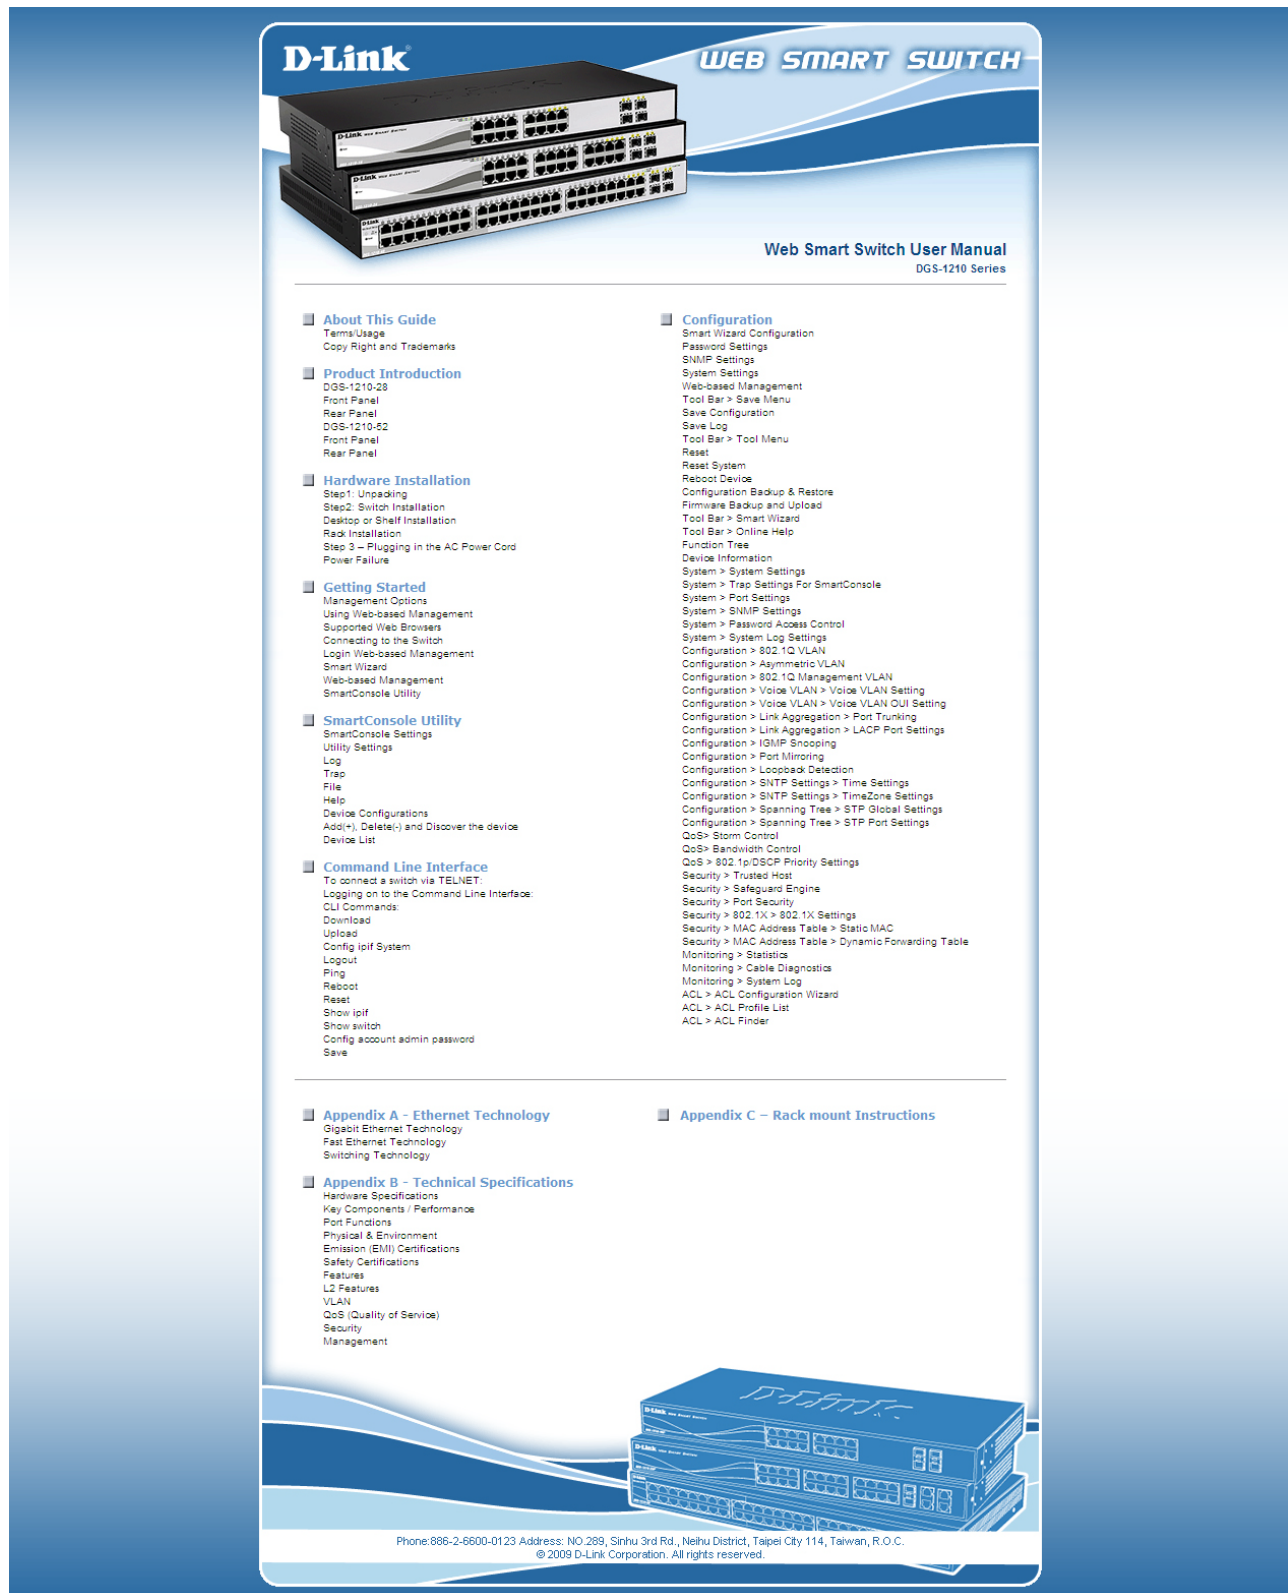 D-Link
WEB SMART SWITCH
D-Link WEB SMART SWITCH
D-Link WEB SMART SWITCH
D-Link
Web Smart Switch User Manual
DGS-1210 Series
About This Guide
Terms/Usage
Copy Right and Trademarks
Product Introduction
DGS-1210-28
Front Panel
Rear Panel
DGS-1210-52
Front Panel
Rear Panel
Hardware Installation
Step1: Unpacking
Step2: Switch Installation
Desktop or Shelf Installation
Rack Installation
Step 3 – Plugging in the AC Power Cord
Power Failure
Getting Started
Management Options
Using Web-based Management
Supported Web Browsers
Connecting to the Switch
Login Web-based Management
Smart Wizard
Web-based Management
SmartConsole Utility
SmartConsole Utility
SmartConsole Settings
Utility Settings
Log
Trap
File
Help
Device Configurations
Add(+), Delete(-) and Discover the device
Device List
Command Line Interface
To connect a switch via TELNET:
Logging on to the Command Line Interface:
CLI Commands:
Download
Upload
Config ipif System
Logout
Ping
Reboot
Reset
Show ipif
Show switch
Config account admin password
Save
Configuration
Smart Wizard Configuration
Password Settings
SNMP Settings
System Settings
Web-based Management
Tool Bar > Save Menu
Save Configuration
Save Log
Tool Bar > Tool Menu
Reset
Reset System
Reboot Device
Configuration Backup & Restore
Firmware Backup and Upload
Tool Bar > Smart Wizard
Tool Bar > Online Help
Function Tree
Device Information
System > System Settings
System > Trap Settings For SmartConsole
System > Port Settings
System > SNMP Settings
System > Password Access Control
System > System Log Settings
Configuration > 802.1Q VLAN
Configuration > Asymmetric VLAN
Configuration > 802.1Q Management VLAN
Configuration > Voice VLAN > Voice VLAN Setting
Configuration > Voice VLAN > Voice VLAN OUI Setting
Configuration > Link Aggregation > Port Trunking
Configuration > Link Aggregation > LACP Port Settings
Configuration > IGMP Snooping
Configuration > Port Mirroring
Configuration > Loopback Detection
Configuration > SNTP Settings > Time Settings
Configuration > SNTP Settings > TimeZone Settings
Configuration > Spanning Tree > STP Global Settings
Configuration > Spanning Tree > STP Port Settings
QoS> Storm Control
QoS> Bandwidth Control
QoS > 802.1p/DSCP Priority Settings
Security > Trusted Host
Security > Safeguard Engine
Security > Port Security
Security > 802.1X > 802.1X Settings
Security > MAC Address Table > Static MAC
Security > MAC Address Table > Dynamic Forwarding Table
Monitoring > Statistics
Monitoring > Cable Diagnostics
Monitoring > System Log
ACL > ACL Configuration Wizard
ACL > ACL Profile List
ACL > ACL Finder
Appendix A - Ethernet Technology
Gigabit Ethernet Technology
Fast Ethernet Technology
Switching Technology
Appendix B - Technical Specifications
Hardware Specifications
Key Components / Performance
Port Functions
Physical & Environment
Emission (EMI) Certifications
Safety Certifications
Features
L2 Features
VLAN
QoS (Quality of Service)
Security
Management
Appendix C – Rack mount Instructions
D-Link
D-Link WEB SMART SWITCH
D-Link WEB SMART SWITCH
Phone:886-2-6600-0123 Address: NO.289, Sinhu 3rd Rd., Neihu District, Taipei City 114, Taiwan, R.O.C.
© 2009 D-Link Corporation. All rights reserved.